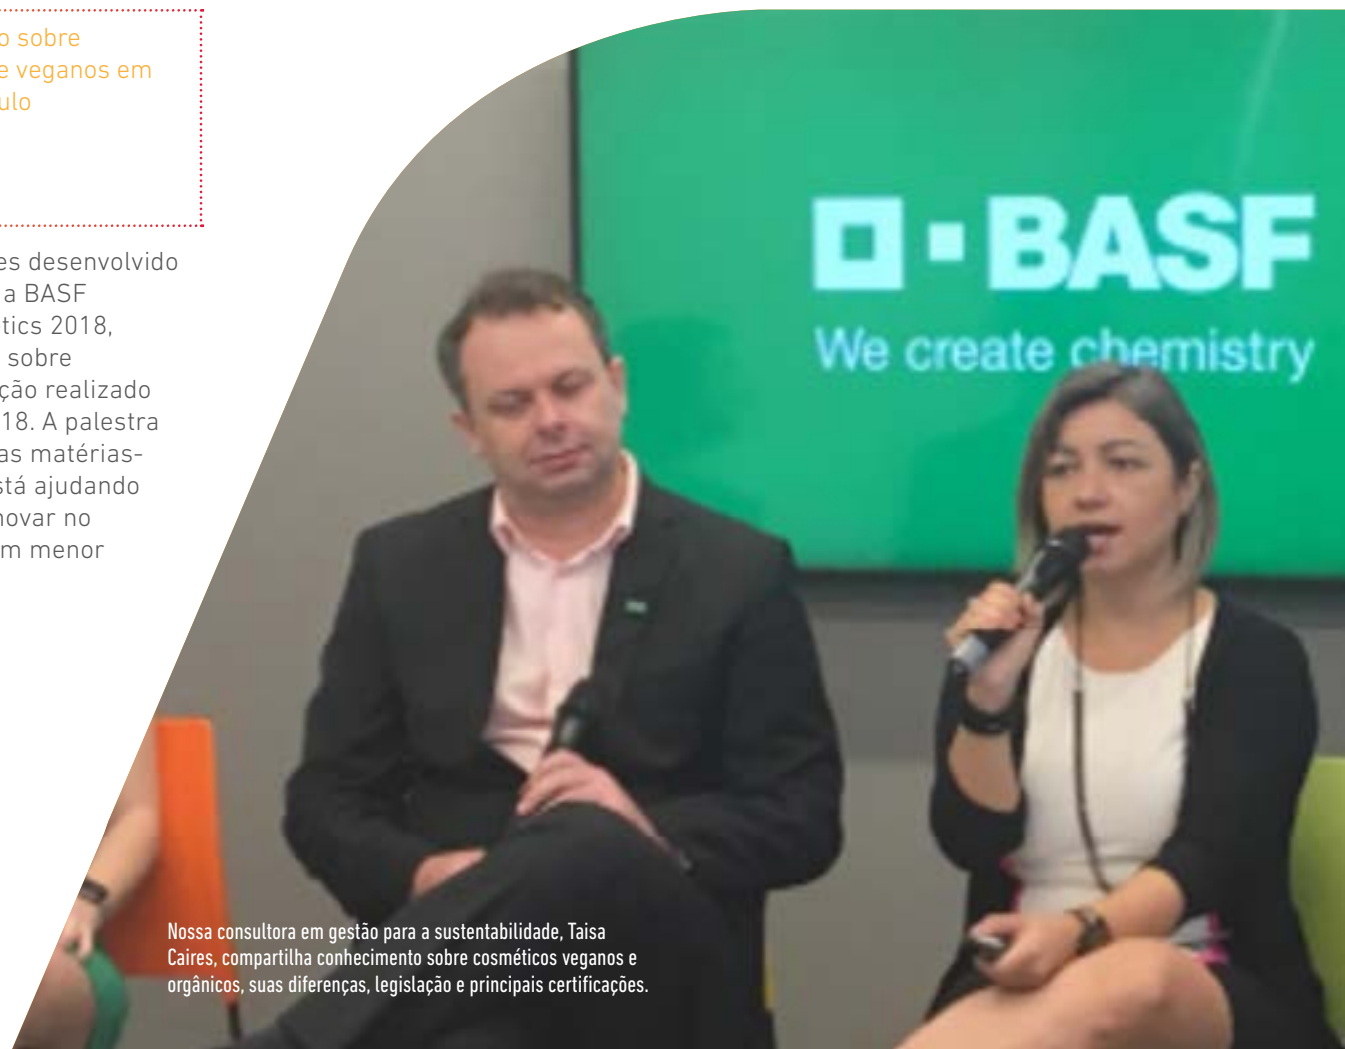 o sobre
e veganos em
ulo
es desenvolvido
a BASF
tics 2018,
sobre
ção realizado
18. A palestra
as matérias-
stá ajudando
novar no
m menor
BASF
We create chemistry
Nossa consultora em gestão para a sustentabilidade, Taisa
Caires, compartilha conhecimento sobre cosméticos veganos e
orgânicos, suas diferenças, legislação e principais certificações.